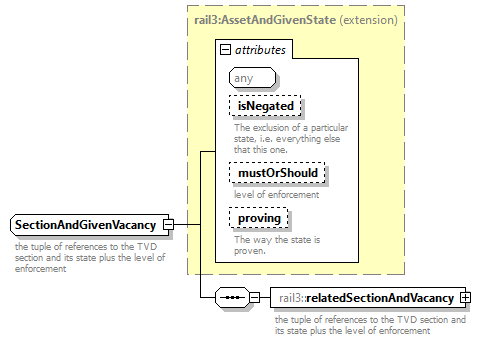 rail3:AssetAndGivenState (extension)
attributes
any
isNegated
The exclusion of a particular
state, i.e. everything else
that this one.
mustOrShould
level of enforcement
proving
The way the state is
proven.
SectionAndGivenVacancy
the tuple of references to the TVD
section and its state plus the level of
enforcement
rail3::relatedSectionAndVacancy
the tuple of references to the TVD section and
its state plus the level of enforcement